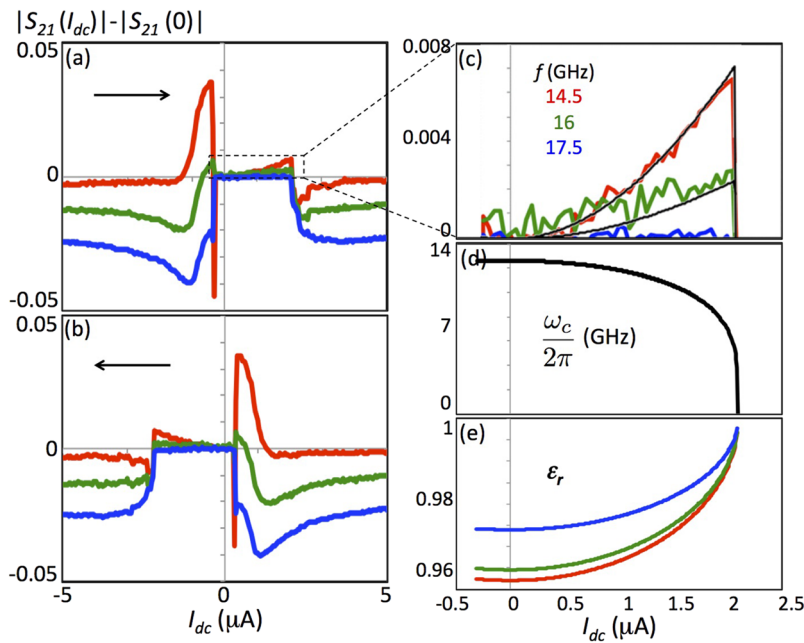 |S21(Idc)|-|S21(0)|
0.05
(a)
0
-0.05
0.05
(b)
0
-0.05
-5
0
5
Idc (μA)
0.008
(c)
f (GHz)
14.5
16
17.5
0.004
0
14
(d)
7
ωc/2π (GHz)
0
1
(e)
εr
0.98
0.96
-0.5
0
0.5
1
1.5
2
2.5
Idc (μA)